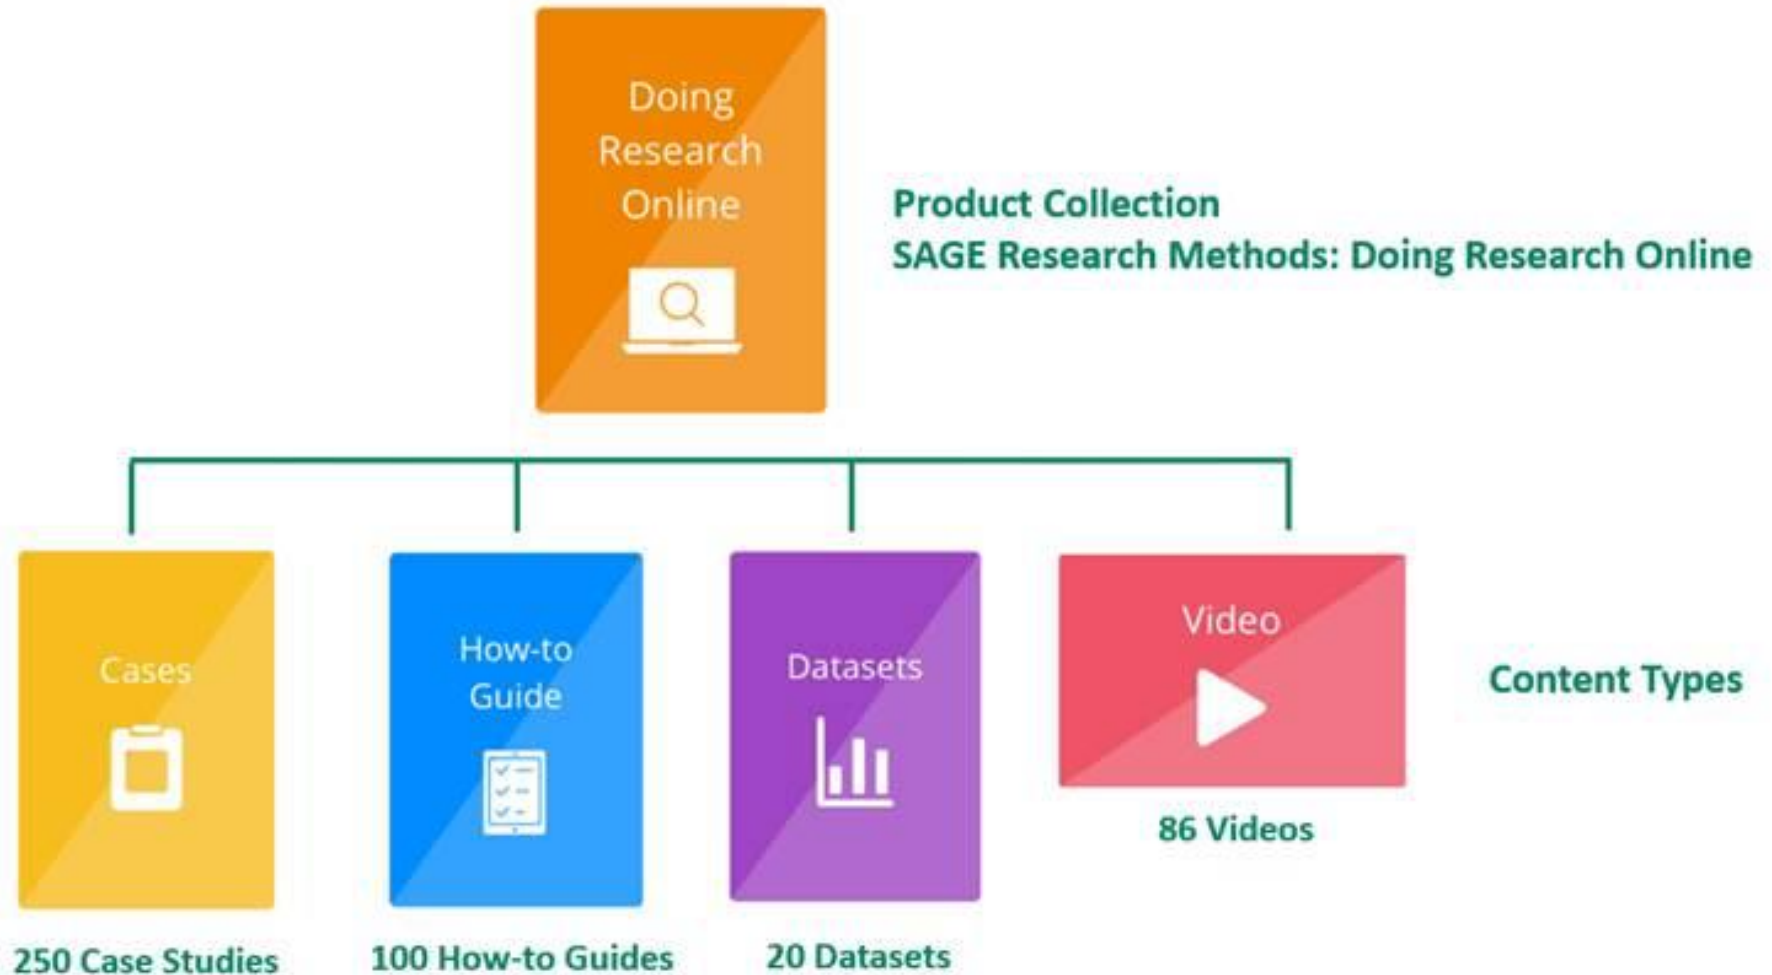 Doing
Research
Online
Product Collection
SAGE Research Methods: Doing Research Online
Cases
How-to
Guide
Datasets
Video
Content Types
86 Videos
250 Case Studies
100 How-to Guides
20 Datasets